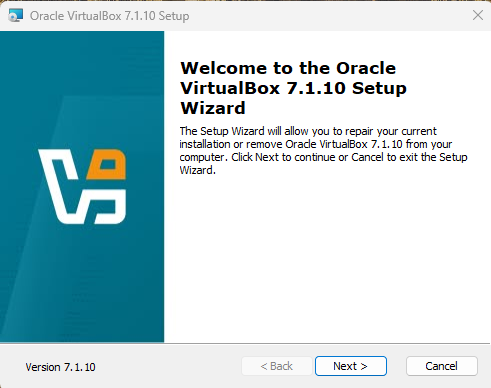 Oracle VirtualBox 7.1.10 Setup
Welcome to the Oracle
VirtualBox 7.1.10 Setup
Wizard
The Setup Wizard will allow you to repair your current
installation or remove Oracle VirtualBox 7.1.10 from your
computer. Click Next to continue or Cancel to exit the Setup
Wizard.
Version 7.1.10
< Back
Next >
Cancel